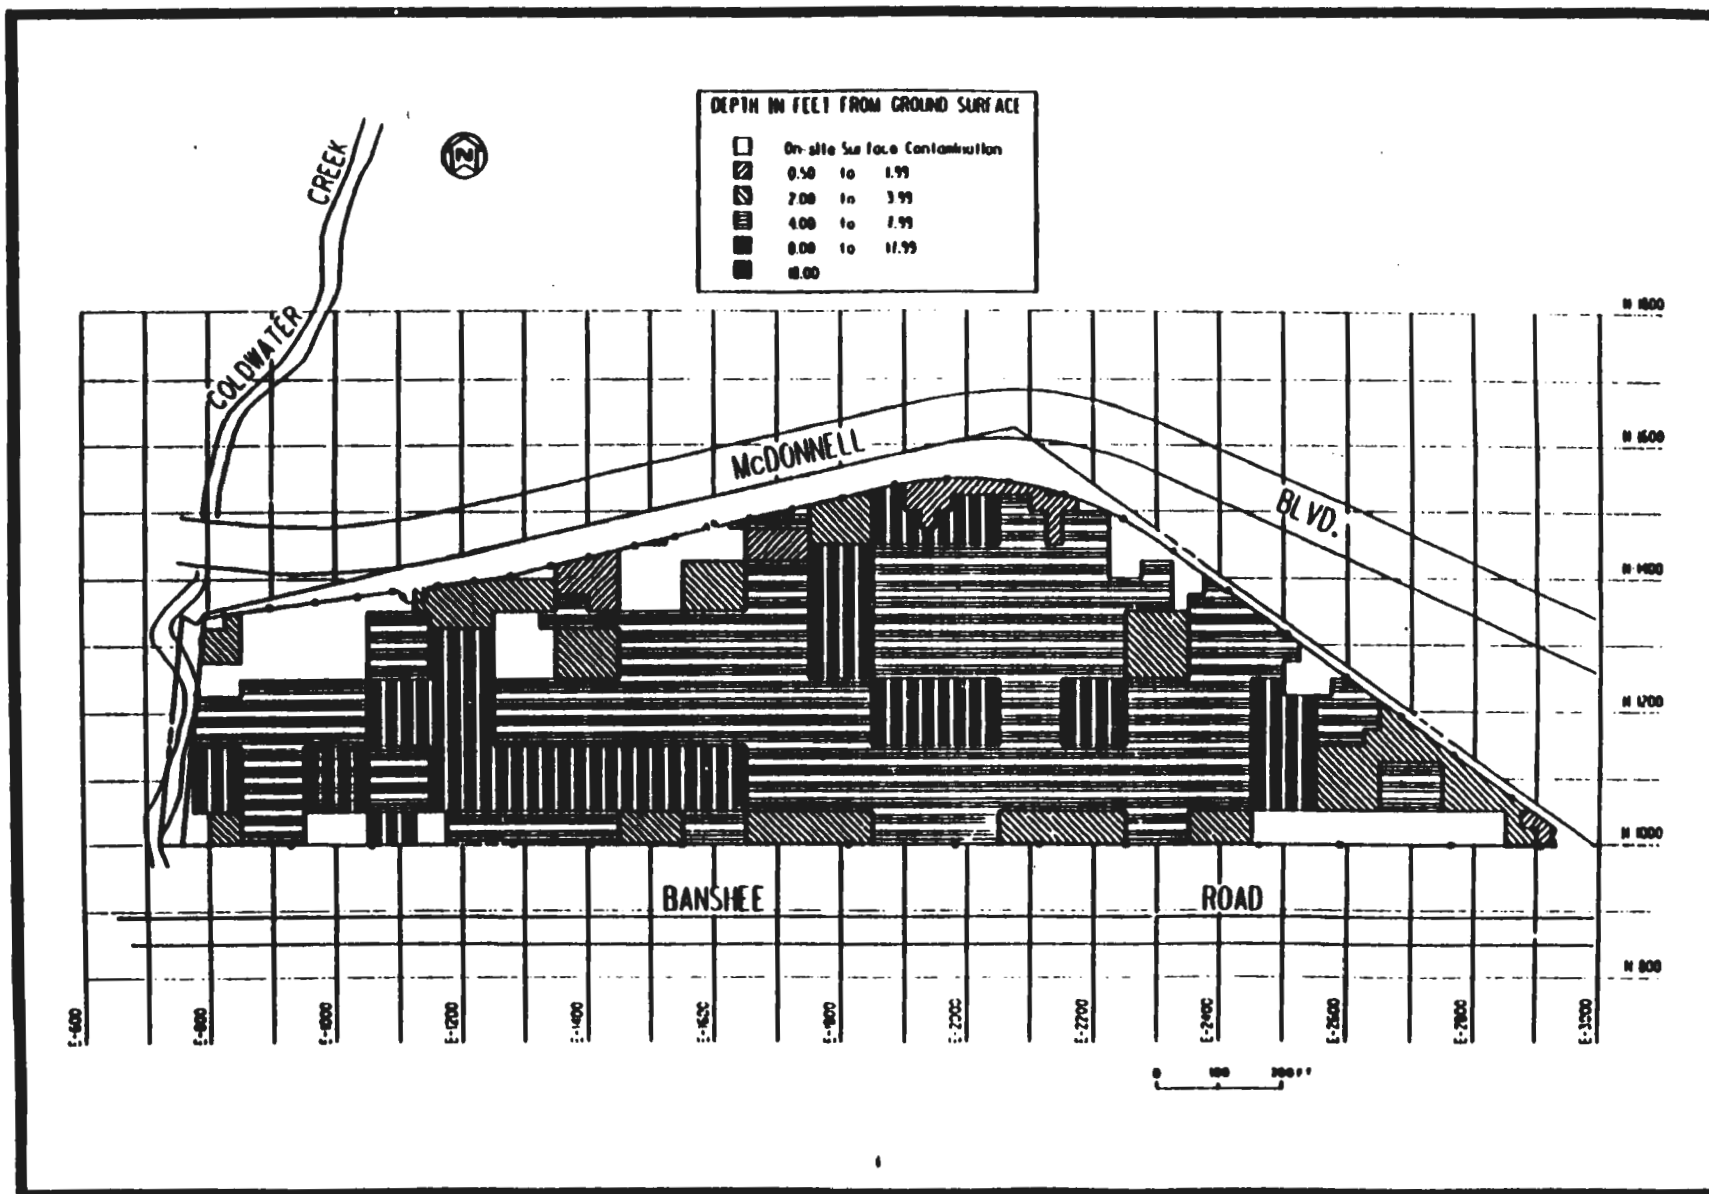 DEPTH IN FEET FROM GROUND SURFACE
On-site Surface Contamination
0.50 to 1.99
2.00 to 3.99
4.00 to 7.99
8.00 to 17.99
18.00
N
CREEK
COLDWATER
McDONNELL
BLVD.
N 1800
N 1600
N 1400
N 1200
N 1000
N 800
BANSHEE ROAD
E-600
E-800
E-1000
E-1200
E-1400
E-1600
E-1800
E-2000
E-2200
E-2400
E-2600
E-2800
E-3000
0 100 200 FT